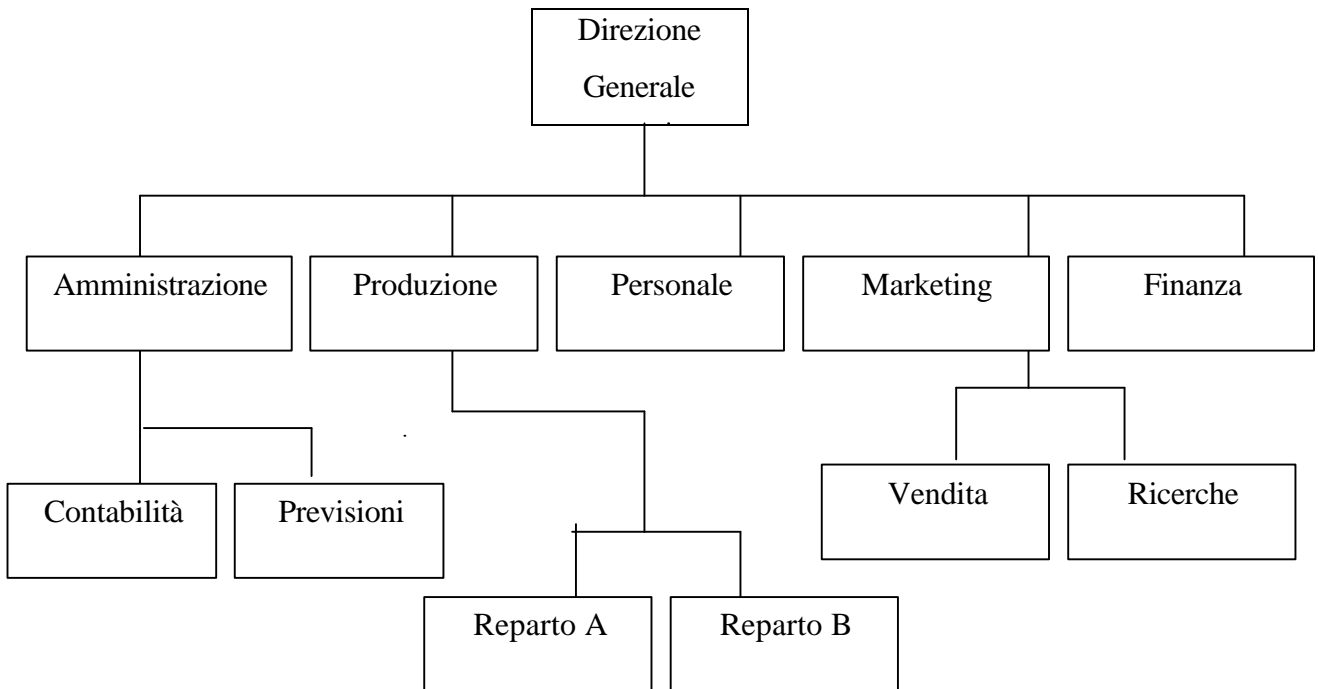 Direzione
Generale
Amministrazione
Produzione
Personale
Marketing
Finanza
Contabilità
Previsioni
Vendita
Ricerche
Reparto A
Reparto B